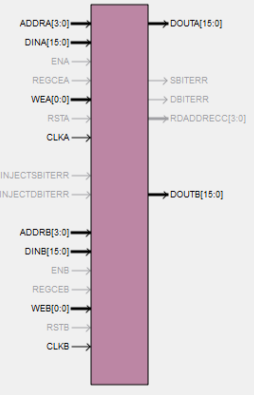 ADDRA[3:0]
DOUTA[15:0]
DINA[15:0]
ENA
REGCEA
SBITERR
WEA[0:0]
DBITERR
RSTA
RDADDRECC[3:0]
CLKA
INJECTSBITERR
INJECTDBITERR
DOUTB[15:0]
ADDRB[3:0]
DINB[15:0]
ENB
REGCEB
WEB[0:0]
RSTB
CLKB